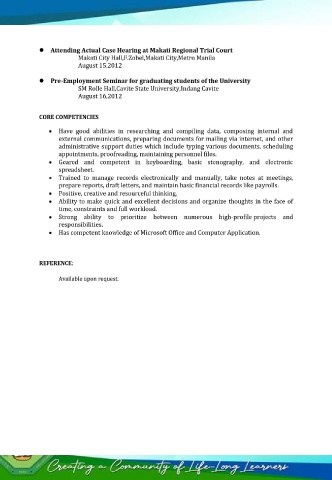 ● Attending Actual Case Hearing at Makati Regional Trial Court
Makati City Hall,F.Zobel,Makati City,Metro Manila
August 15,2012
● Pre-Employment Seminar for graduating students of the University
SM Rolle Hall,Cavite State University,Indang Cavite
August 16,2012
CORE COMPETENCIES
• Have good abilities in researching and compiling data, composing internal and
external communications, preparing documents for mailing via internet, and other
administrative support duties which include typing various documents, scheduling
appointments, proofreading, maintaining personnel files.
• Geared and competent in keyboarding, basic stenography, and electronic
spreadsheet.
• Trained to manage records electronically and manually, take notes at meetings,
prepare reports, draft letters, and maintain basic financial records like payrolls.
• Positive, creative and resourceful thinking.
• Ability to make quick and excellent decisions and organize thoughts in the face of
time, constraints and full workload.
• Strong ability to prioritize between numerous high-profile projects and
responsibilities.
• Has competent knowledge of Microsoft Office and Computer Application.
REFERENCE:
Available upon request.
Creating a Community of Life-Long Learners